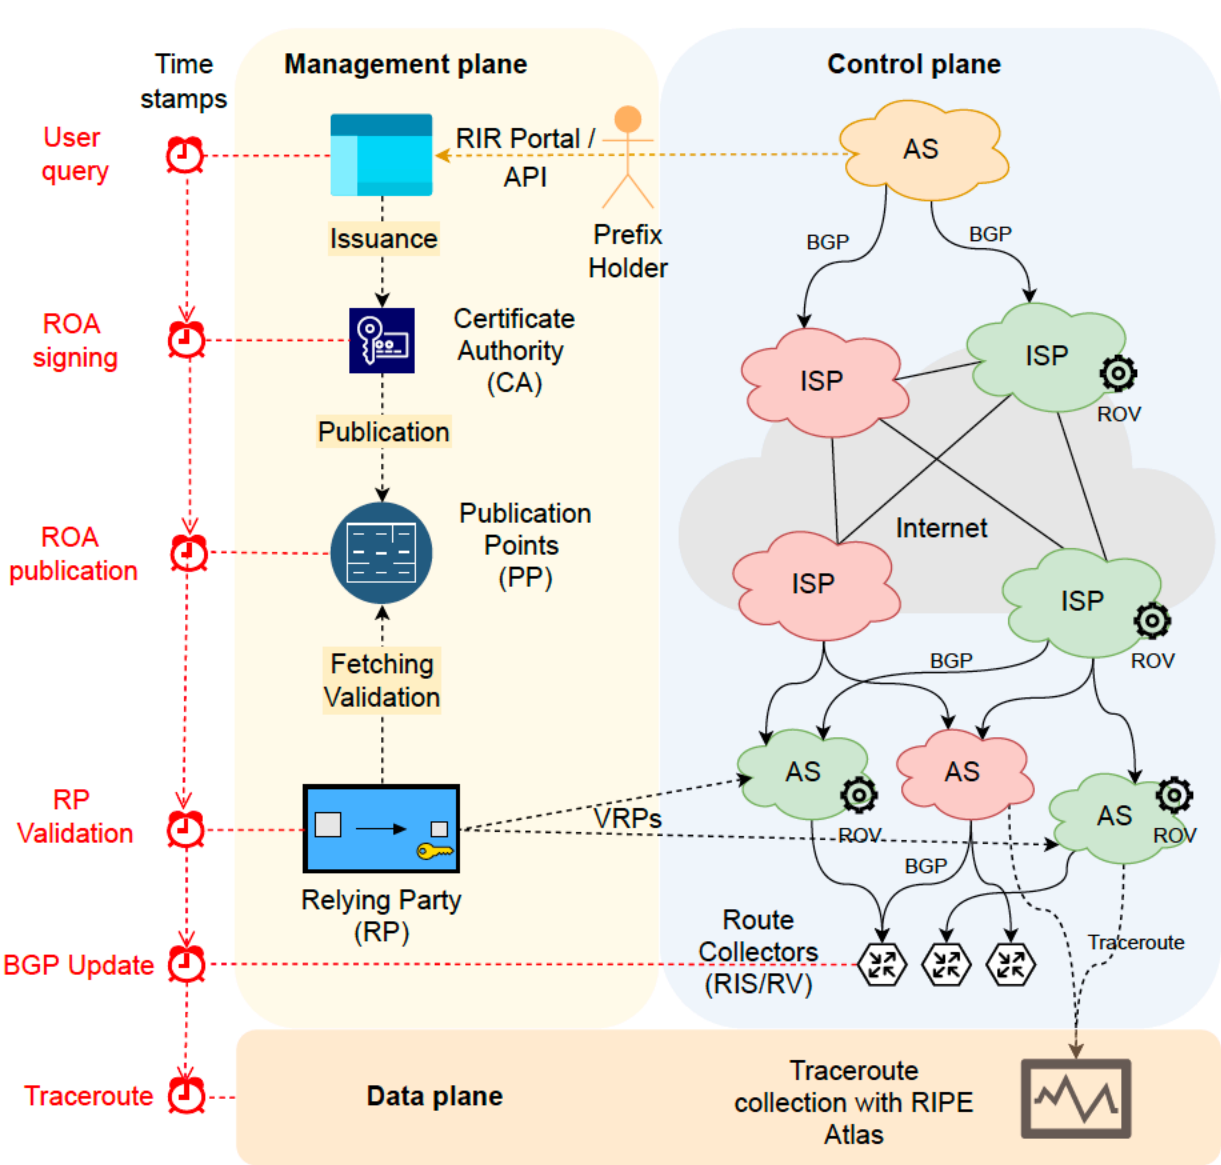 Time
stamps
Management plane
Control plane
User
query
RIR Portal /
API
Prefix
Holder
AS
Issuance
BGP
BGP
ROA
signing
Certificate
Authority
(CA)
ISP
ISP
ROV
Publication
ROA
publication
Publication
Points
(PP)
Internet
ISP
ISP
ROV
Fetching
Validation
BGP
RP
Validation
VRPs
AS
ROV
AS
AS
ROV
Relying Party
(RP)
BGP
BGP Update
Route
Collectors
(RIS/RV)
Traceroute
Traceroute
Data plane
Traceroute
collection with RIPE
Atlas